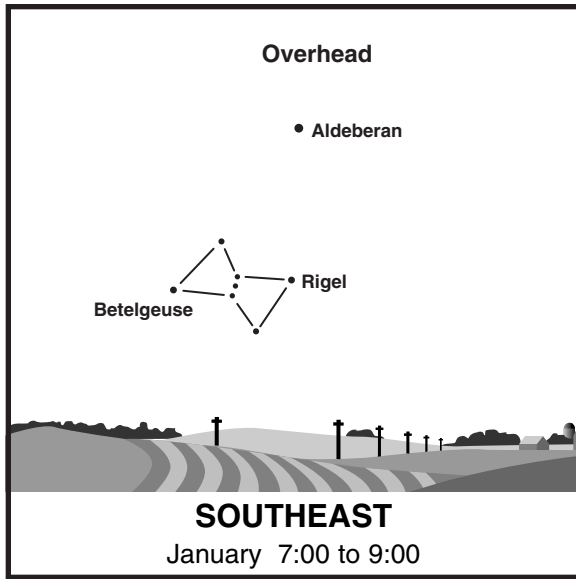 Overhead
Aldeberan
Rigel
Betelgeuse
SOUTHEAST
January 7:00 to 9:00